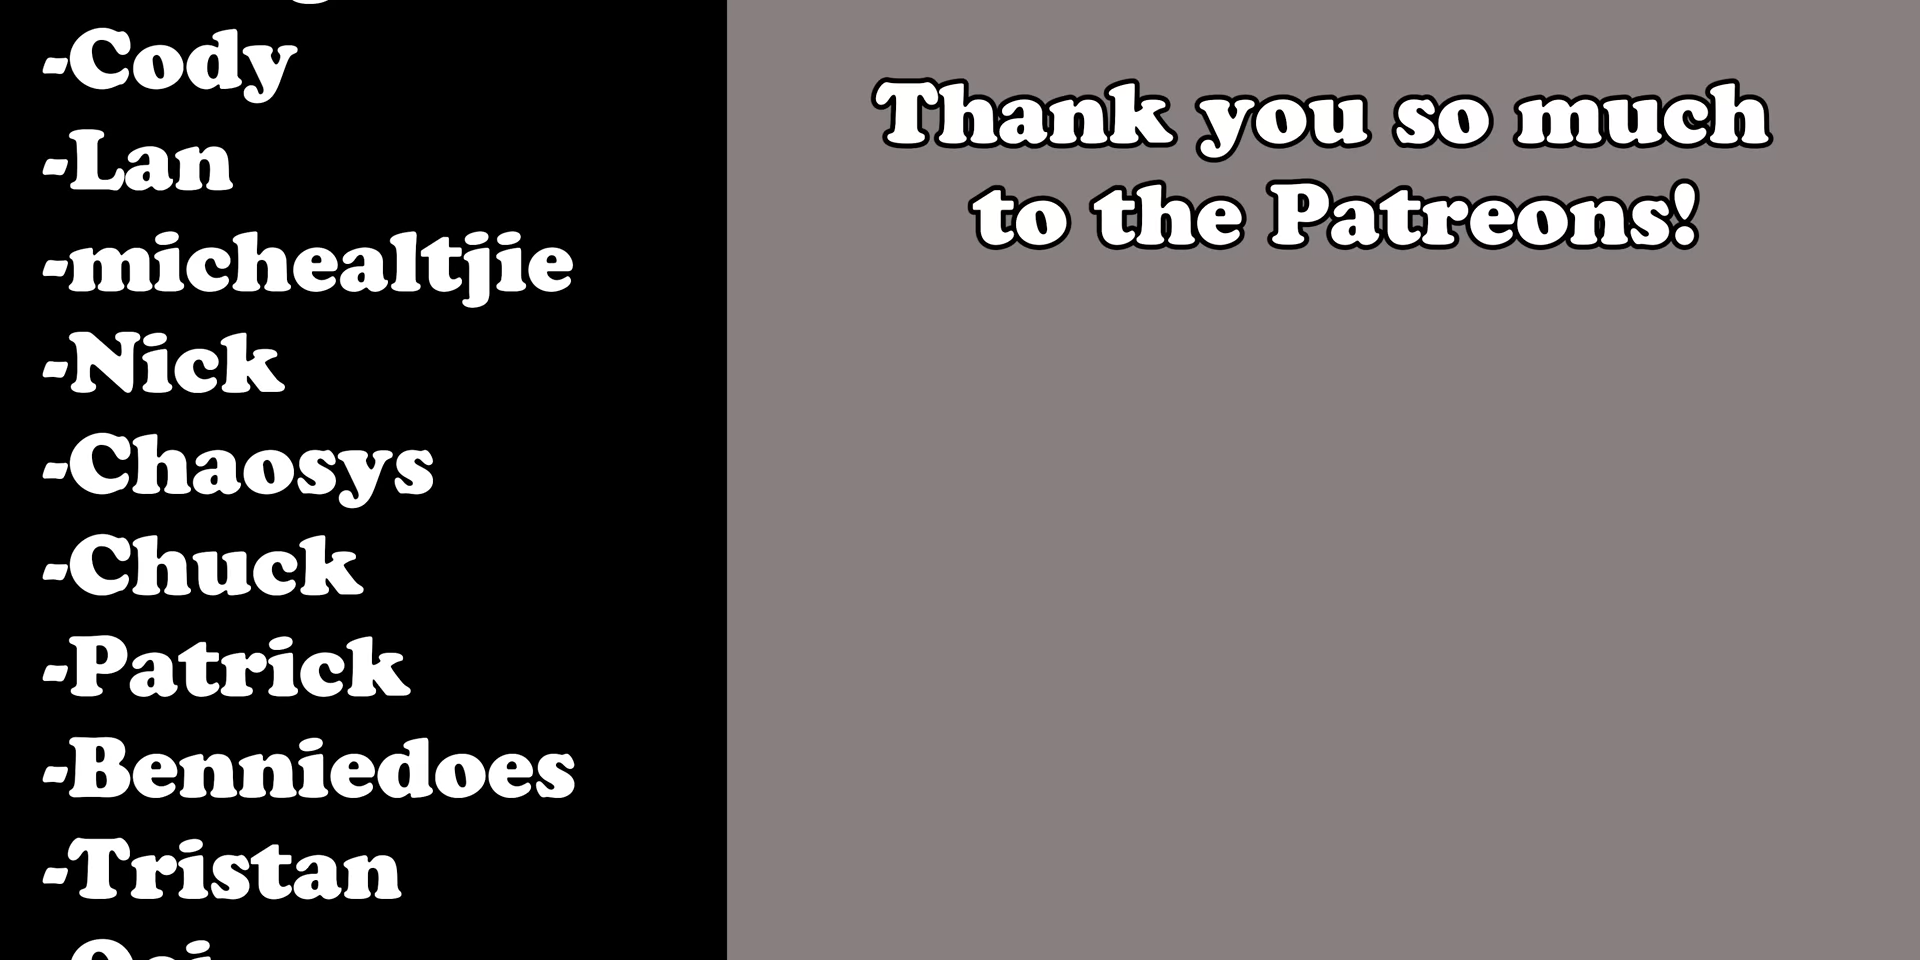 -Cody
-Lan
-michealtjie
-Nick
-Chaosys
-Chuck
-Patrick
-Benniedoes
-Tristan
Thank you so much
to the Patreons!